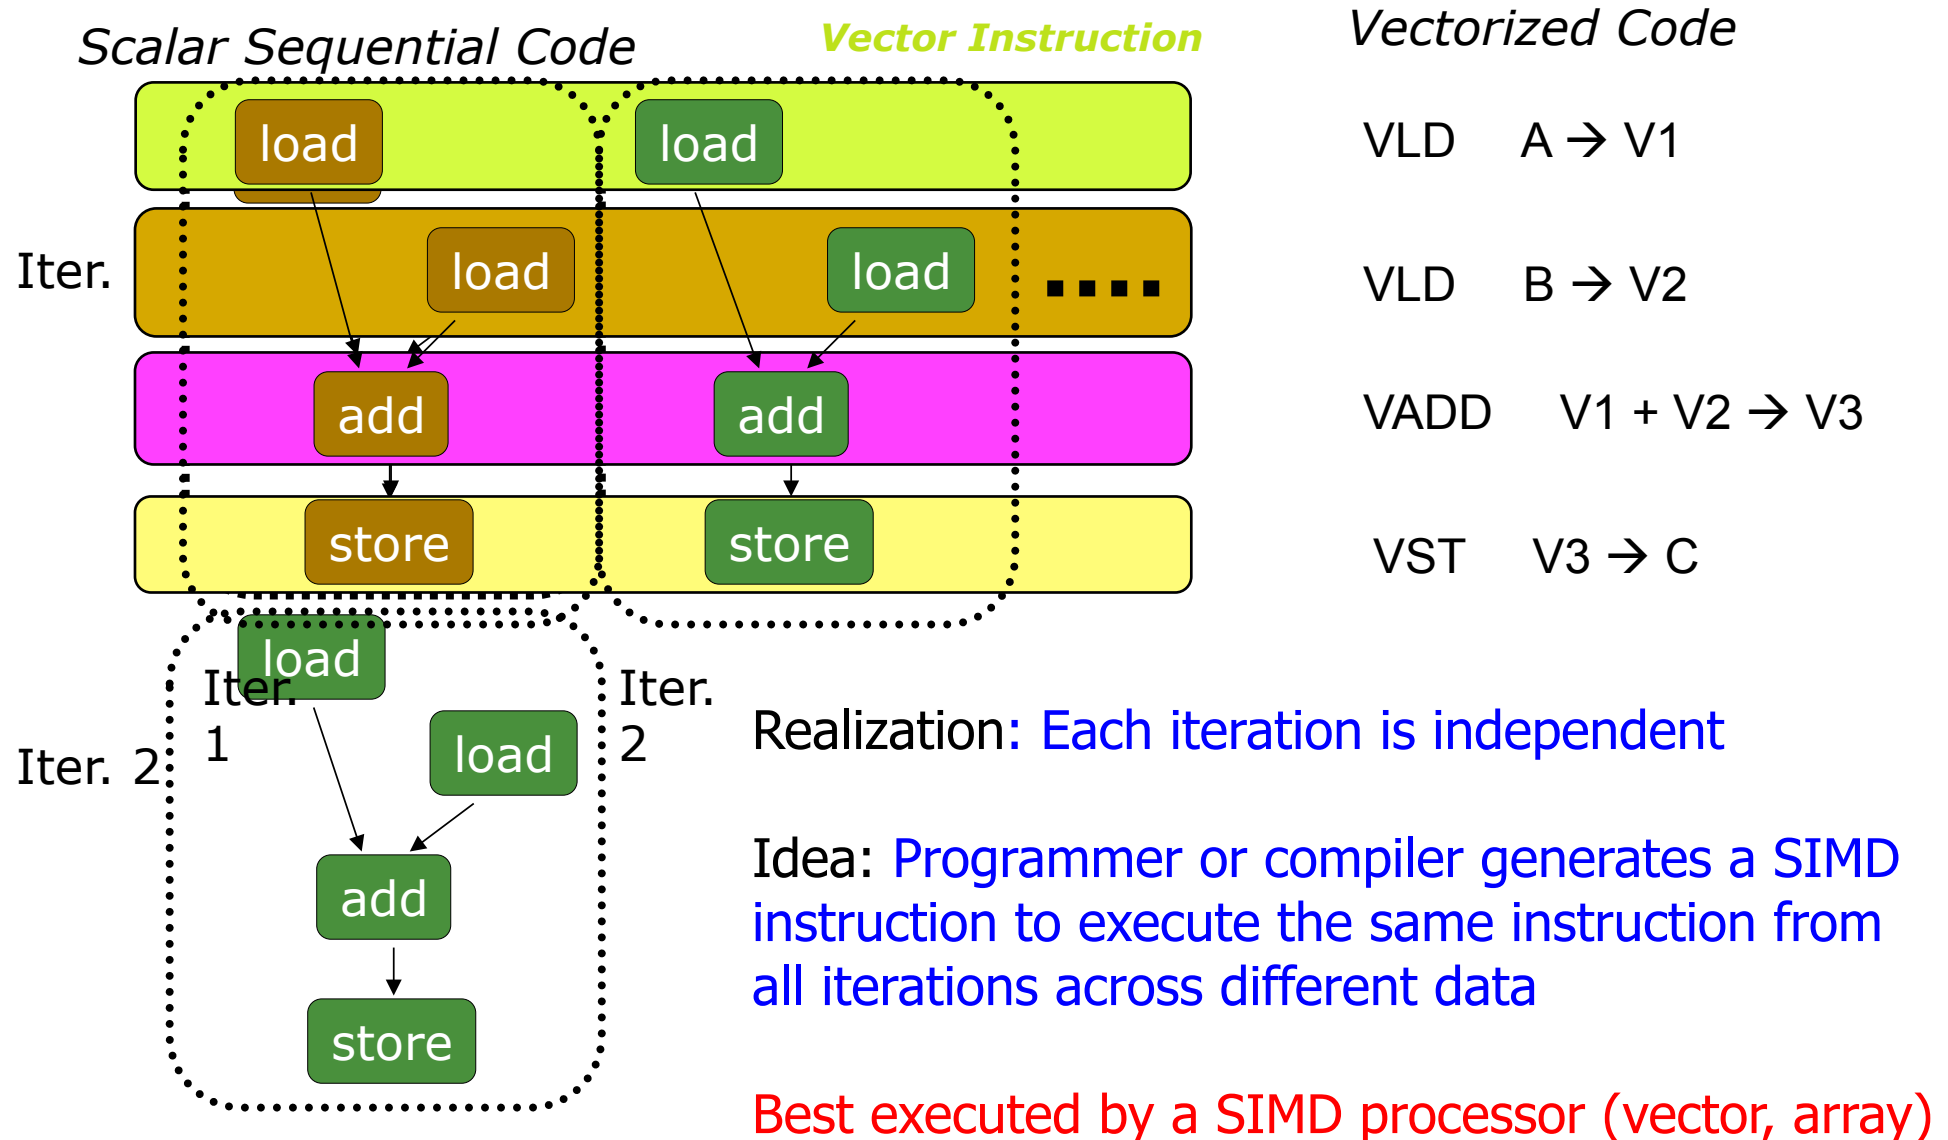 Scalar Sequential Code
Vector Instruction
Vectorized Code
load
load
VLD A → V1
Iter.
load
load
....
VLD B → V2
add
add
VADD V1 + V2 → V3
store
store
VST V3 → C
load
Iter.
1
Iter.
2
Iter. 2
load
add
store
Realization: Each iteration is independent
Idea: Programmer or compiler generates a SIMD
instruction to execute the same instruction from
all iterations across different data
Best executed by a SIMD processor (vector, array)